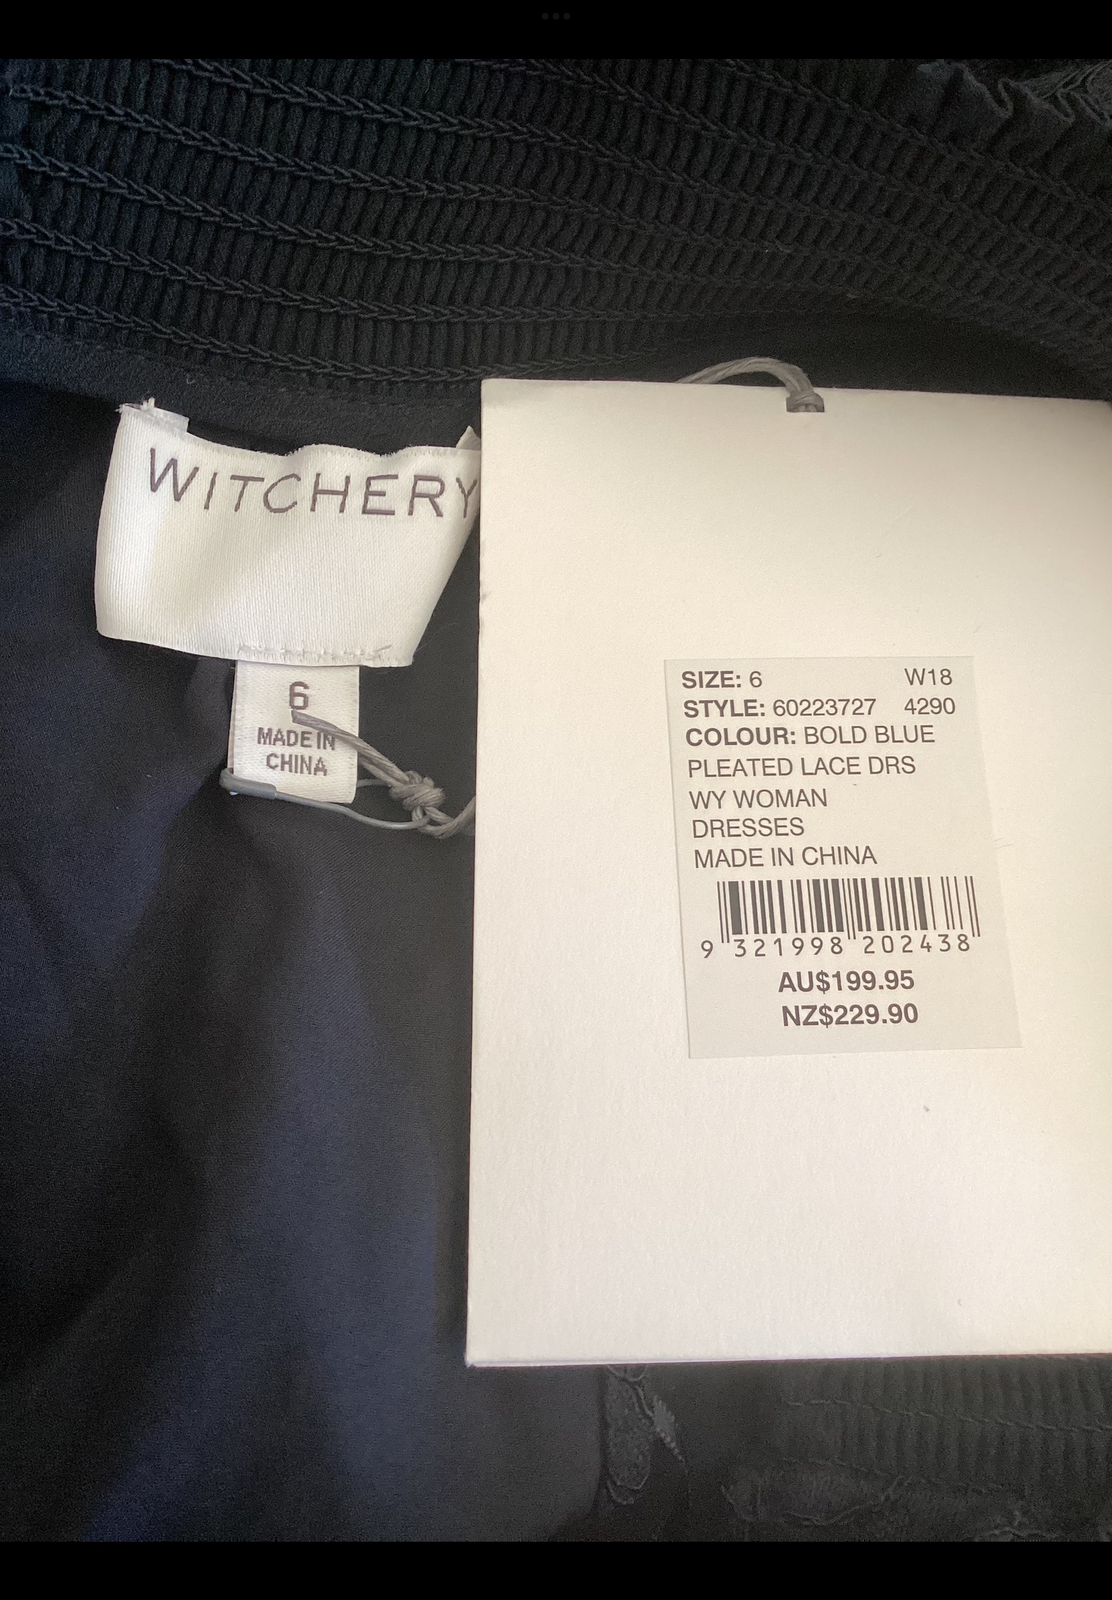 WITCHERY
6
MADE IN
CHINA
SIZE: 6 W18
STYLE: 60223727 4290
COLOUR: BOLD BLUE
PLEATED LACE DRS
WY WOMAN
DRESSES
MADE IN CHINA
9 321998 202438
AU$199.95
NZ$229.90